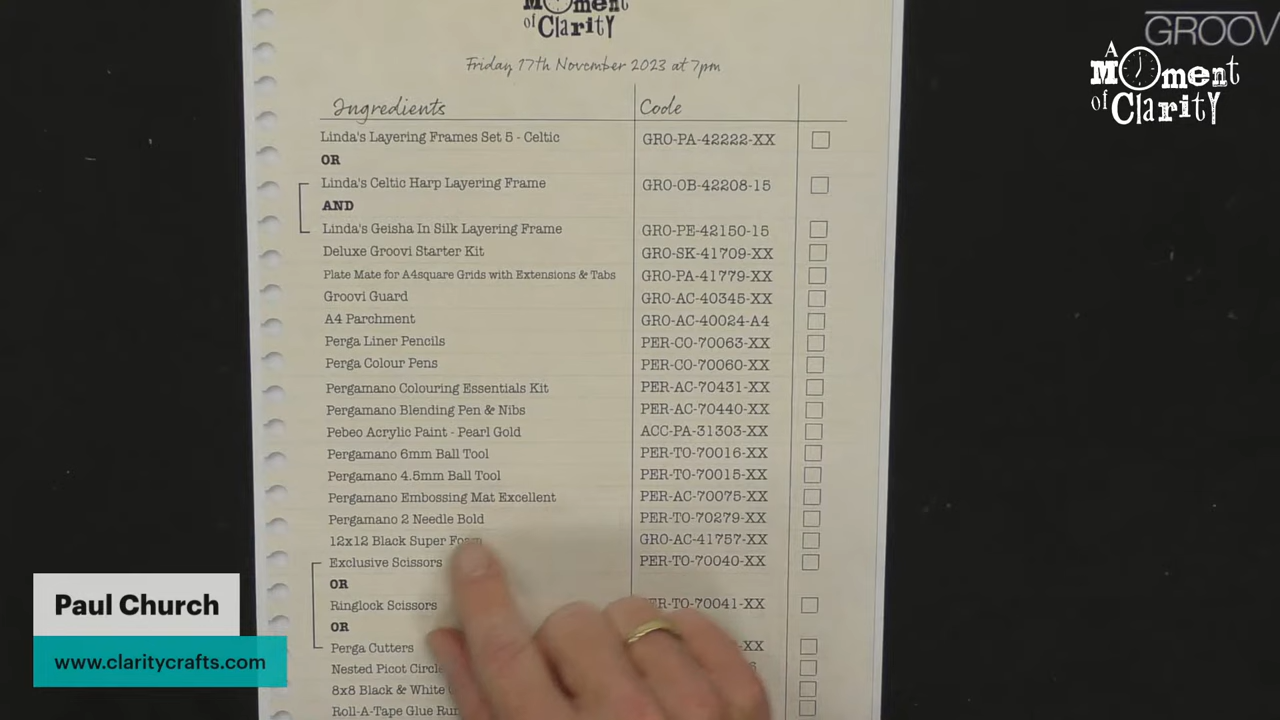 Moment
of Clarity
Friday 17th November 2023 at 7pm
Ingredients Code
Linda's Layering Frames Set 5 - Celtic GRO-PA-42222-XX
OR
Linda's Celtic Harp Layering Frame GRO-OB-42208-15
AND
Linda's Geisha In Silk Layering Frame GRO-PE-42150-15
Deluxe Groovi Starter Kit GRO-SK-41709-XX
Plate Mate for A4square Grids with Extensions & Tabs GRO-PA-41779-XX
Groovi Guard GRO-AC-40345-XX
A4 Parchment GRO-AC-40024-A4
Perga Liner Pencils PER-CO-70063-XX
Perga Colour Pens PER-CO-70060-XX
Pergamano Colouring Essentials Kit PER-AC-70431-XX
Pergamano Blending Pen & Nibs PER-AC-70440-XX
Pebeo Acrylic Paint - Pearl Gold ACC-PA-31303-XX
Pergamano 6mm Ball Tool PER-TO-70016-XX
Pergamano 4.5mm Ball Tool PER-TO-70015-XX
Pergamano Embossing Mat Excellent PER-AC-70075-XX
Pergamano 2 Needle Bold PER-TO-70279-XX
12x12 Black Super Foam GRO-AC-41757-XX
Exclusive Scissors PER-TO-70040-XX
OR
Ringlock Scissors PER-TO-70041-XX
OR
Perga Cutters -XX
Nested Picot Circle
8x8 Black & White
Roll-A-Tape Glue Run
GROOV
A
Moment
of Clarity
Paul Church
www.claritycrafts.com